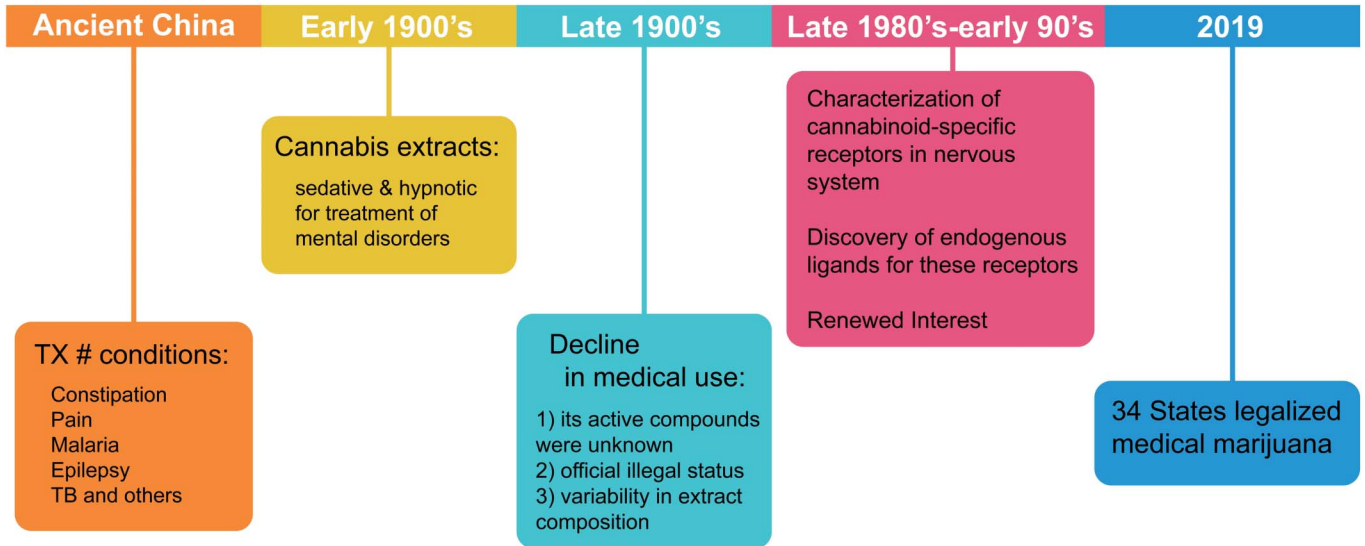 Ancient China
Early 1900's
Late 1900's
Late 1980's-early 90's
2019
TX # conditions:
Constipation
Pain
Malaria
Epilepsy
TB and others
Cannabis extracts:
sedative & hypnotic
for treatment of
mental disorders
Decline
in medical use:
1) its active compounds
were unknown
2) official illegal status
3) variability in extract
composition
Characterization of
cannabinoid-specific
receptors in nervous
system
Discovery of endogenous
ligands for these receptors
Renewed Interest
34 States legalized
medical marijuana